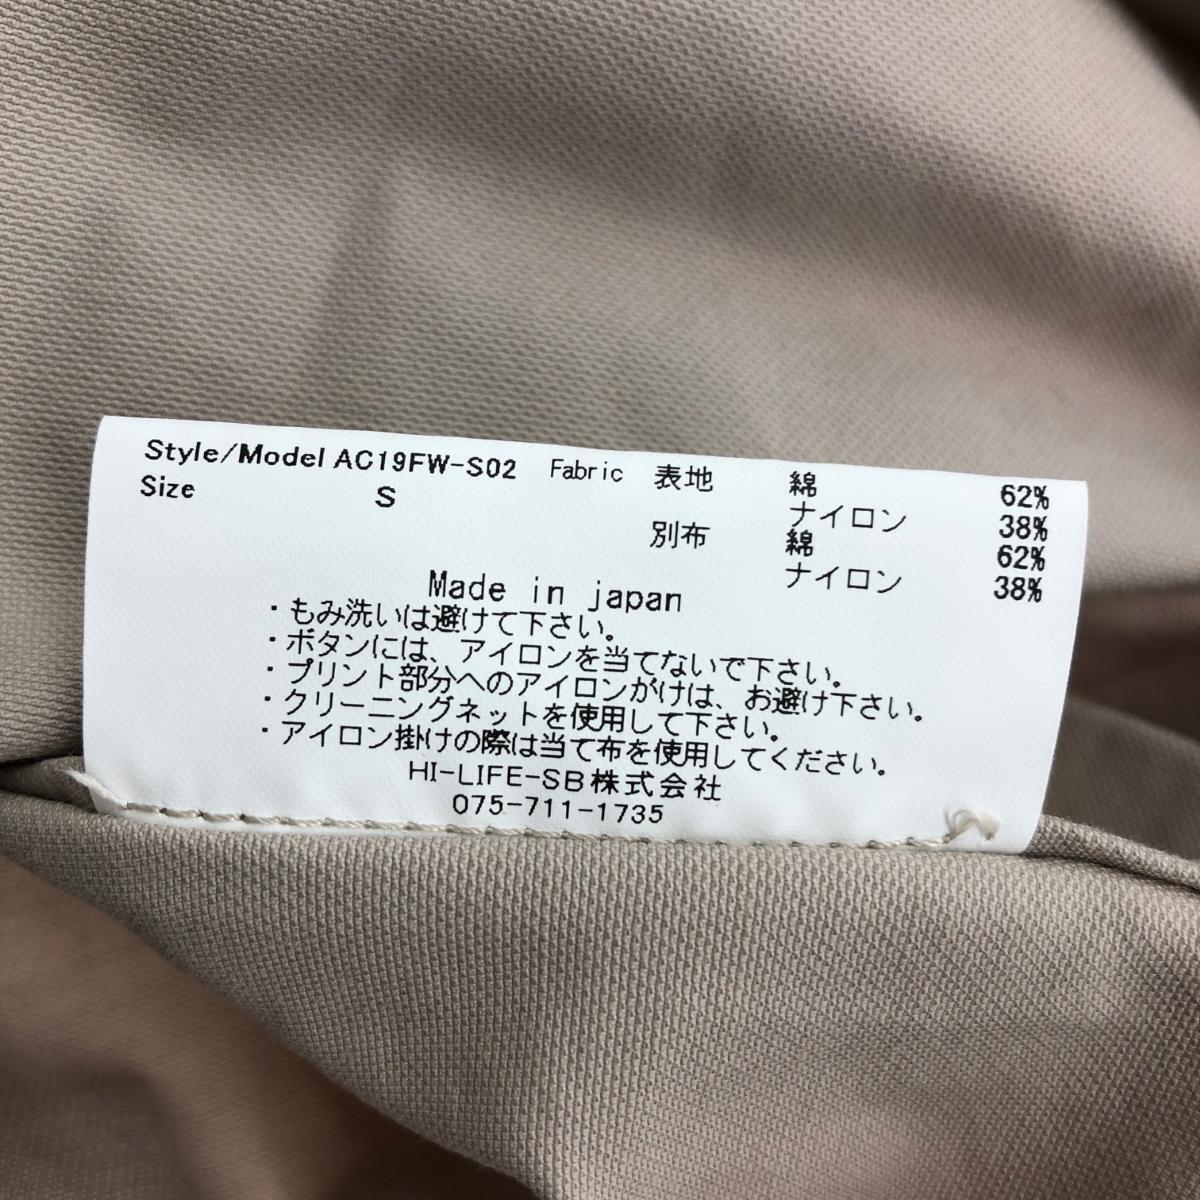 Style/Model AC19FW-S02 Fabric 表地 綿 62%
Size S ナイロン 38%
別布 綿 62%
ナイロン 38%
Made in japan
・もみ洗いは避けて下さい。
・ボタンには、アイロンを当てないで下さい。
・プリント部分へのアイロンがけは、お避け下さい。
・クリーニングネットを使用して下さい。
・アイロン掛けの際は当て布を使用してください。
HI-LIFE-SB株式会社
075-711-1735